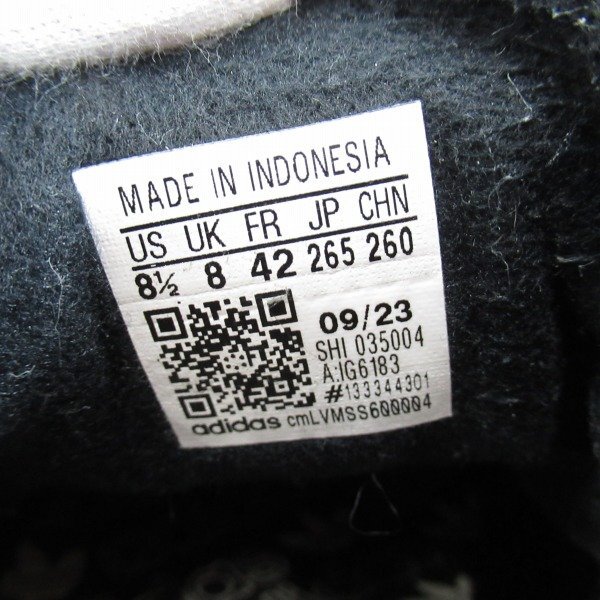 MADE IN INDONESIA
US UK FR JP CHN
8½ 8 42 265 260
09/23
SHI 035004
A:IG6183
#133344301
adidas cmLVMSS600004